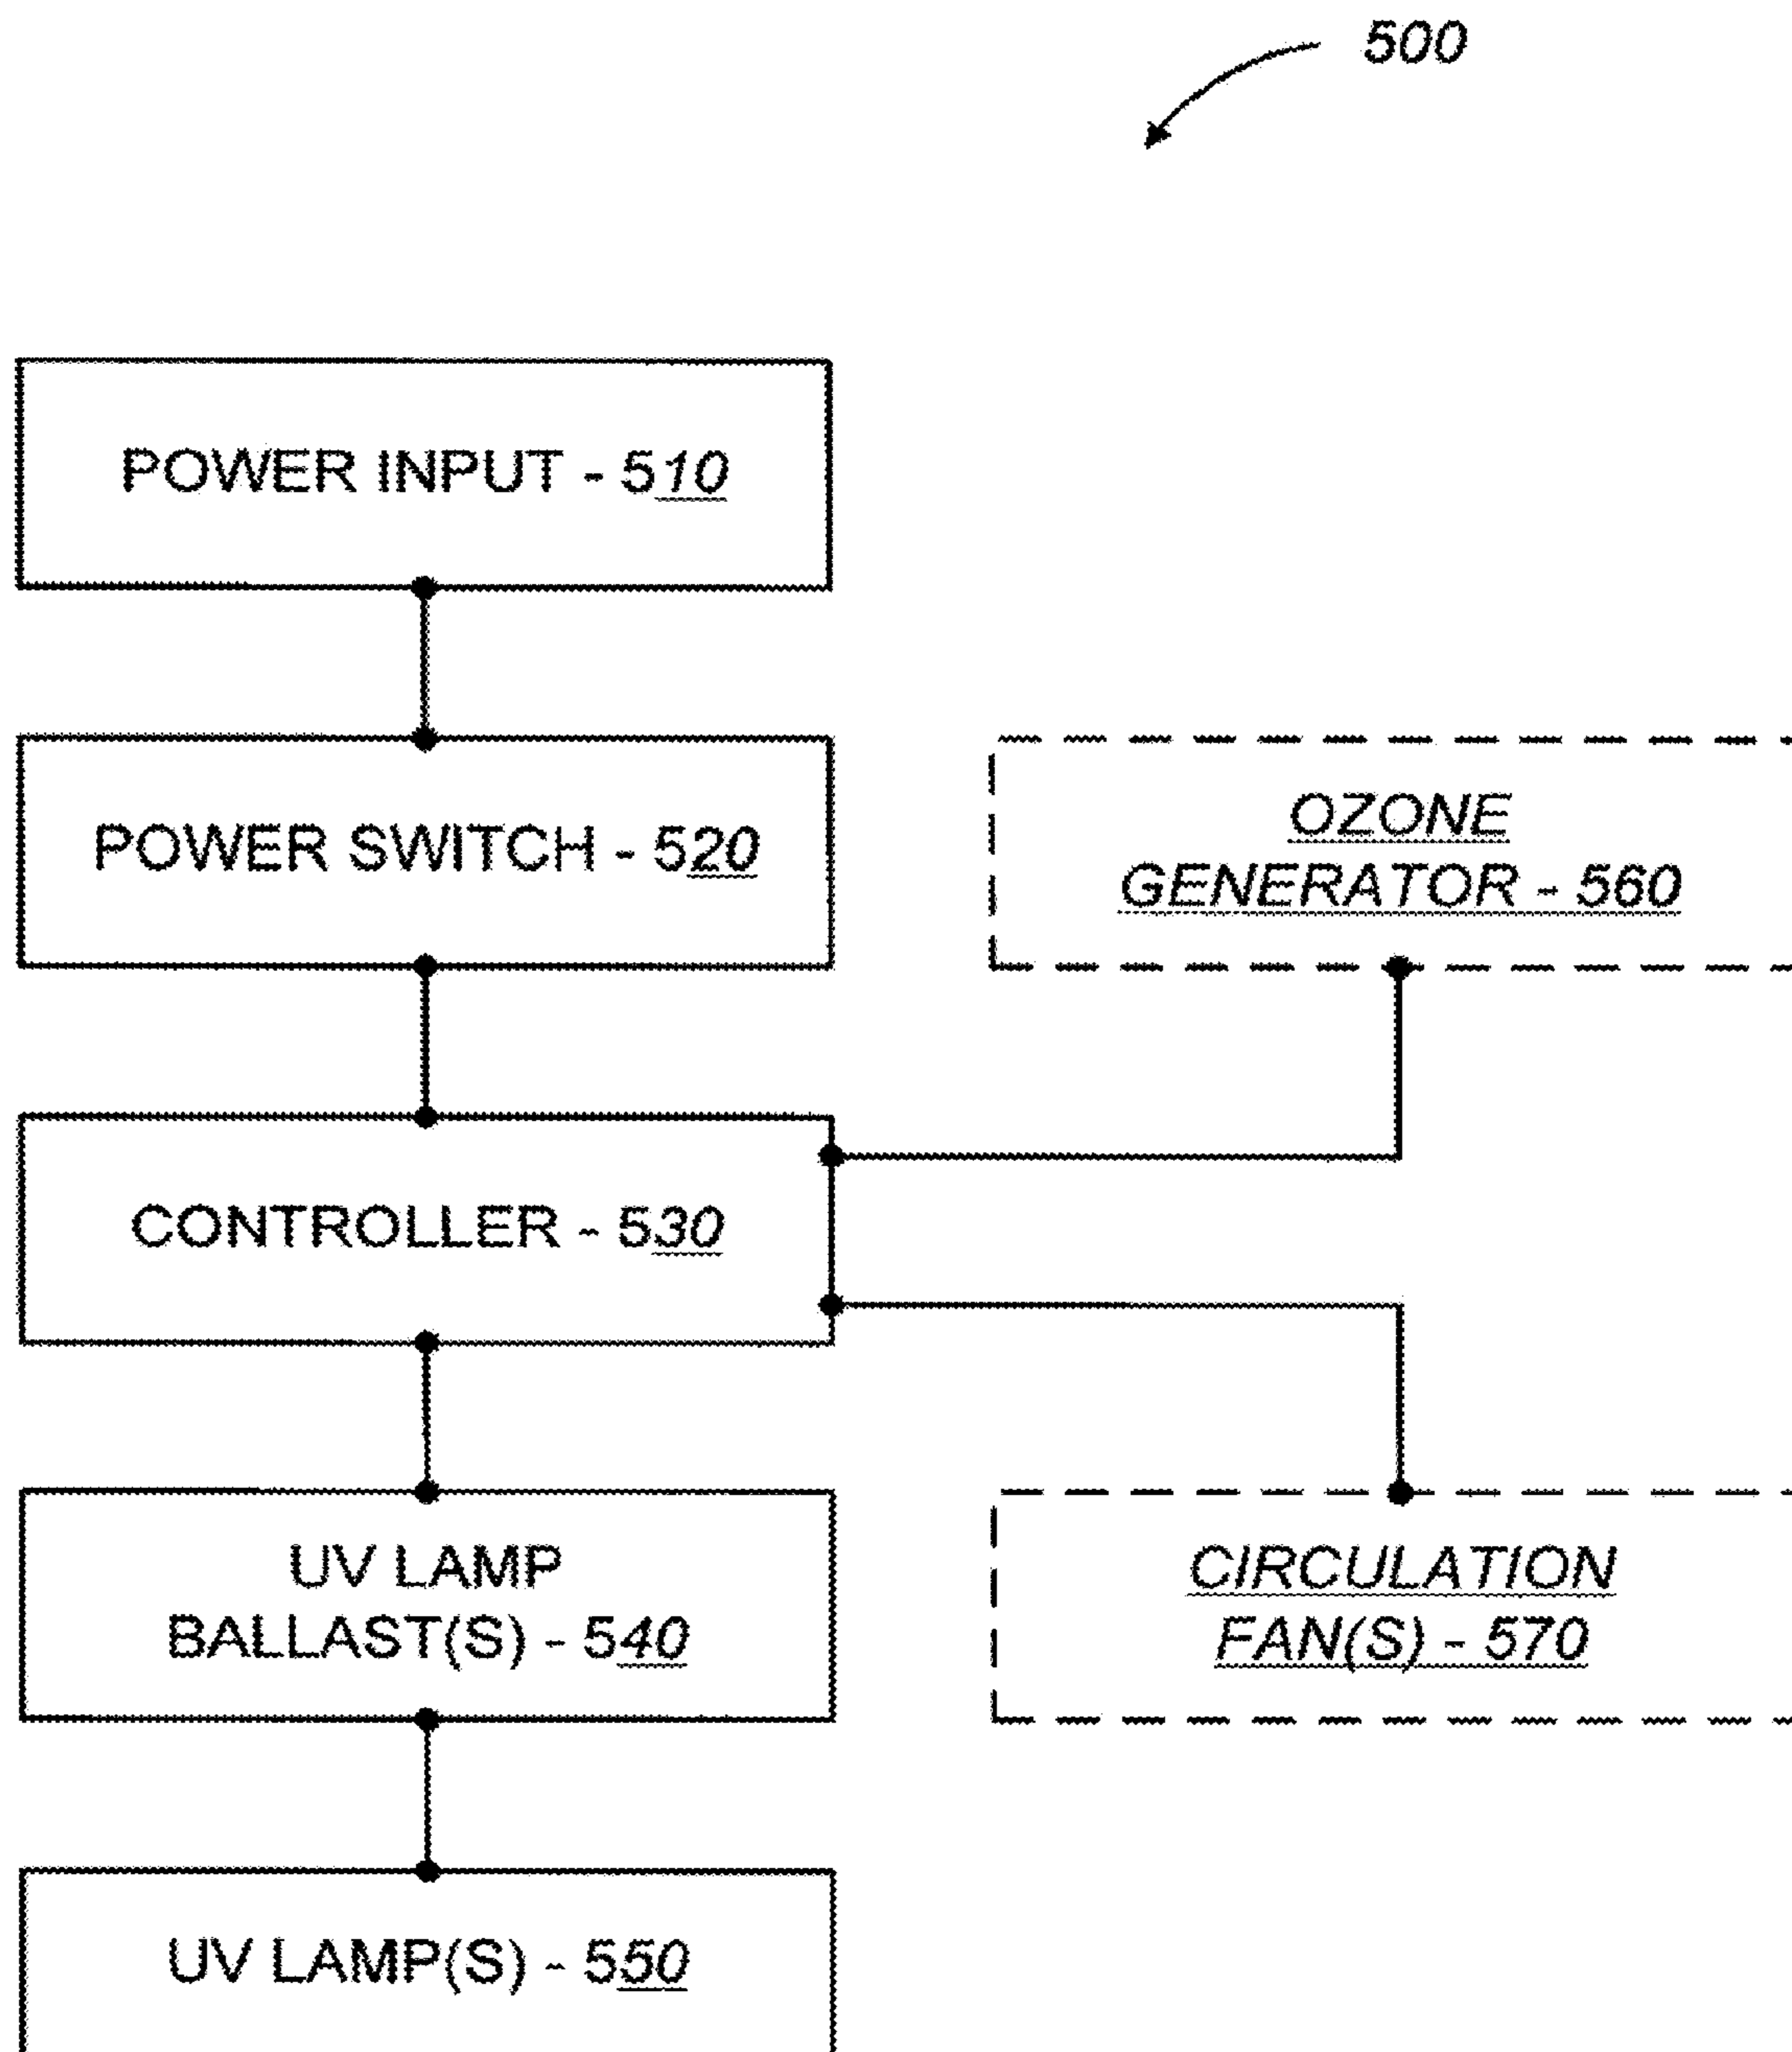 500
POWER INPUT - 510
POWER SWITCH - 520
OZONE
GENERATOR - 560
CONTROLLER - 530
UV LAMP
BALLAST(S) - 540
CIRCULATION
FAN(S) - 570
UV LAMP(S) - 550